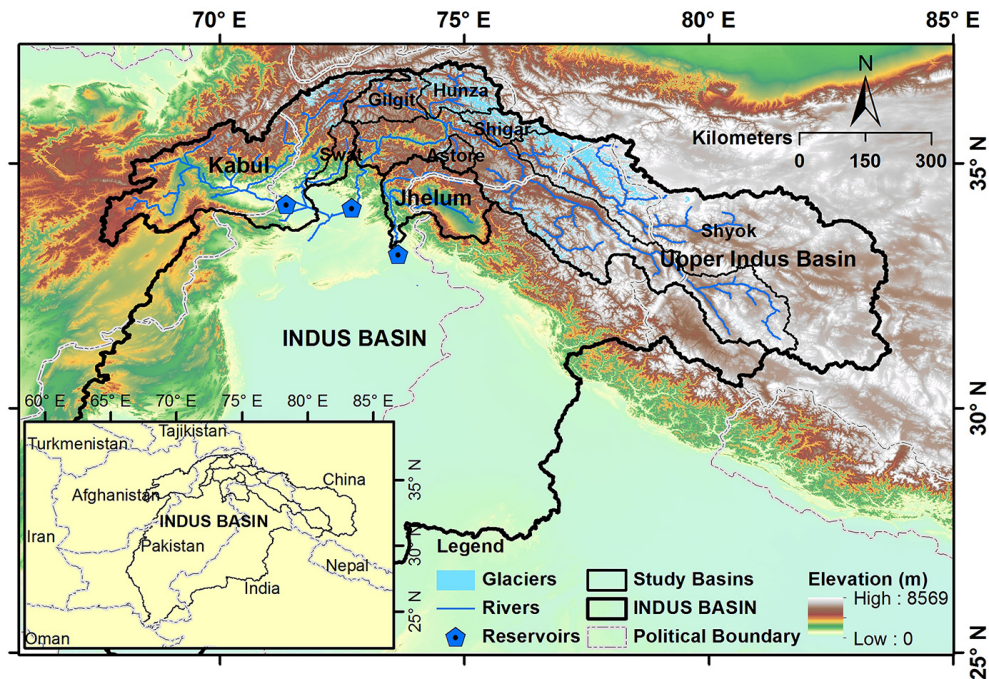 70° E 75° E 80° E 85° E
N
Hunza
Gilgit
Kilometers
0 150 300
Shigar
Swat
Astore
Kabul
35° N
Jhelum
Shyok
Upper Indus Basin
INDUS BASIN
30° N
60° E 65° E 70° E 75° E 80° E 85° E
Tajikistan
Turkmenistan
China
35° N
Afghanistan
INDUS BASIN
Iran
Pakistan
30° N
Nepal
India
25° N
Oman
Legend
Glaciers
Rivers
Reservoirs
Study Basins
INDUS BASIN
Political Boundary
Elevation (m)
High : 8569
Low : 0
25° N